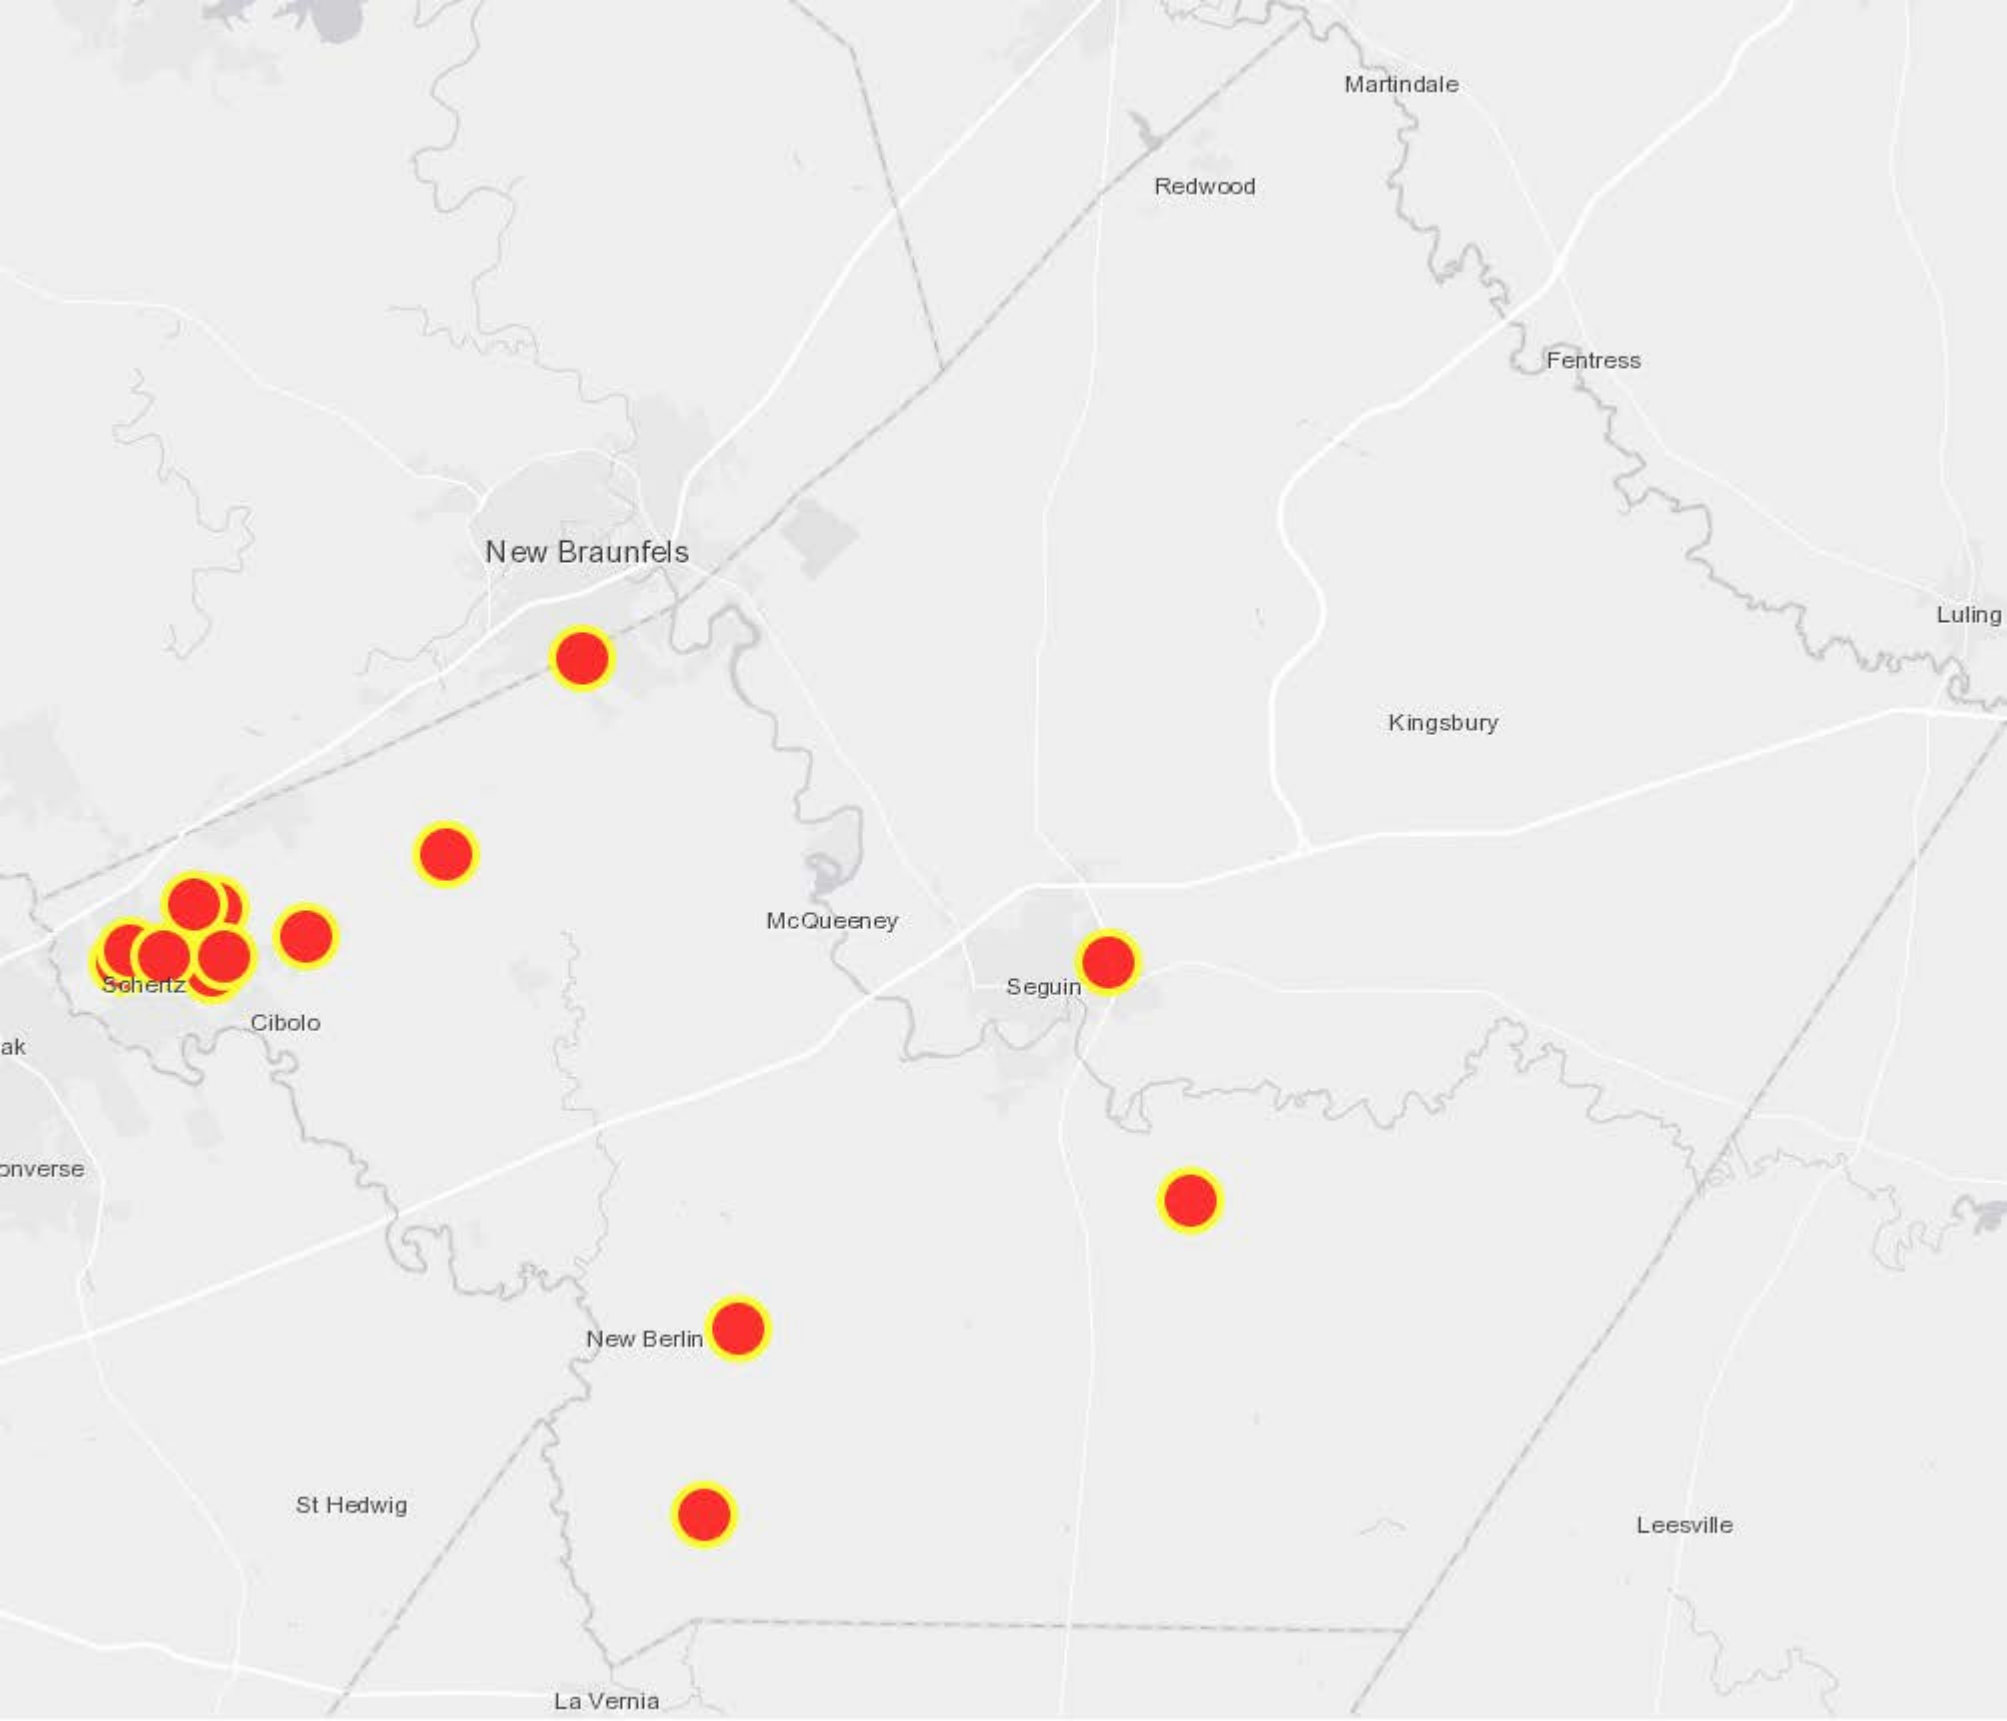 Martindale
Redwood
Fentress
New Braunfels
Luling
Kingsbury
McQueeney
Schertz
Seguin
Cibolo
ak
onverse
New Berlin
St Hedwig
Leesville
La Vernia